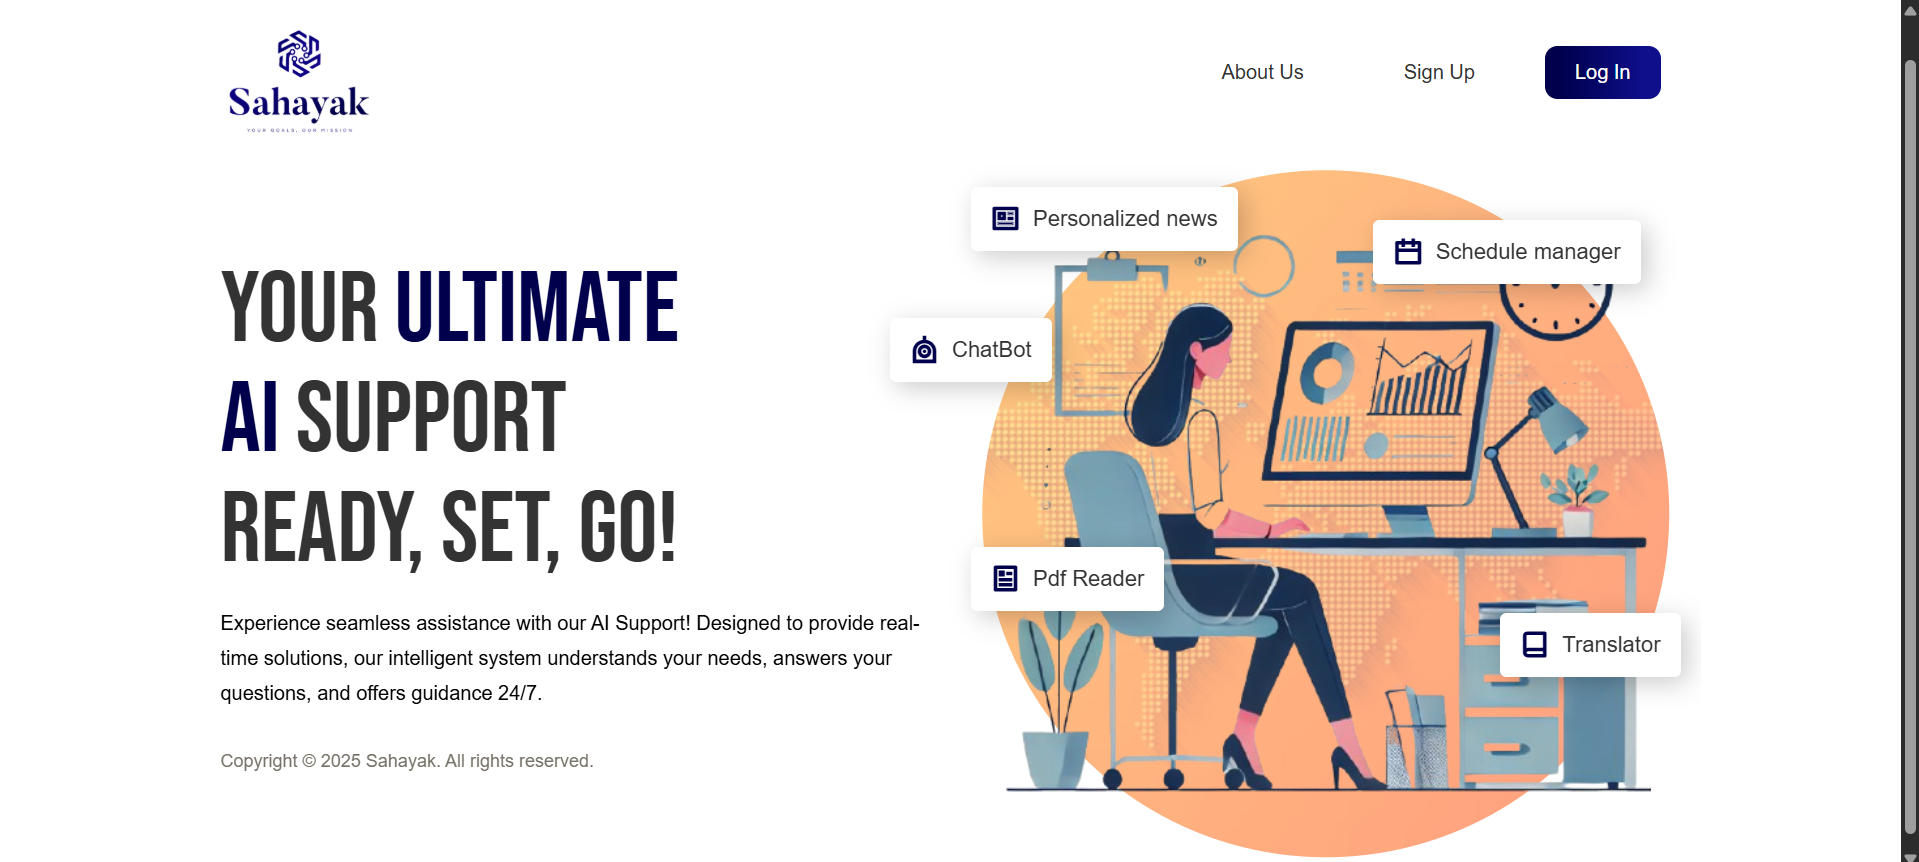 Sahayak
YOUR GOALS, OUR MISSION
About Us
Sign Up
Log In
Personalized news
Schedule manager
ChatBot
YOUR ULTIMATE
AI SUPPORT
READY, SET, GO!
Pdf Reader
Translator
Experience seamless assistance with our AI Support! Designed to provide real-
time solutions, our intelligent system understands your needs, answers your
questions, and offers guidance 24/7.
Copyright © 2025 Sahayak. All rights reserved.